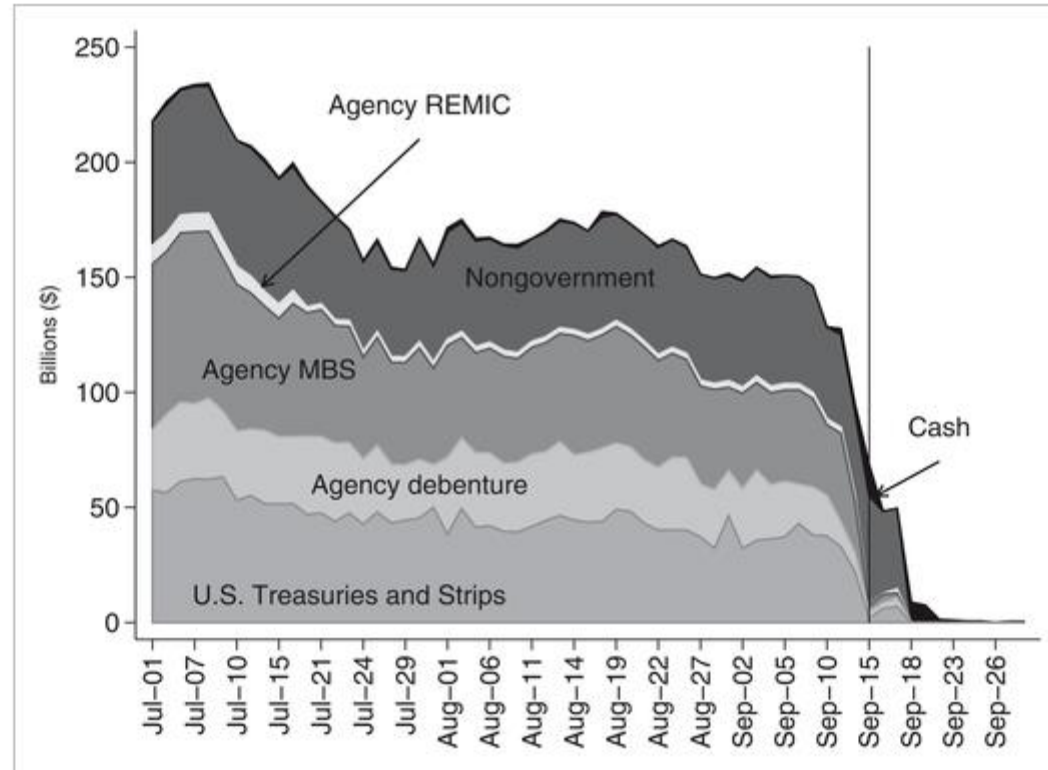 250
200
150
100
50
0
Billions ($)
Agency REMIC
Nongovernment
Agency MBS
Cash
Agency debenture
U.S. Treasuries and Strips
Jul–01
Jul–07
Jul–10
Jul–15
Jul–21
Jul–24
Jul–29
Aug–01
Aug–06
Aug–11
Aug–14
Aug–19
Aug–22
Aug–27
Sep–02
Sep–05
Sep–10
Sep–15
Sep–18
Sep–23
Sep–26